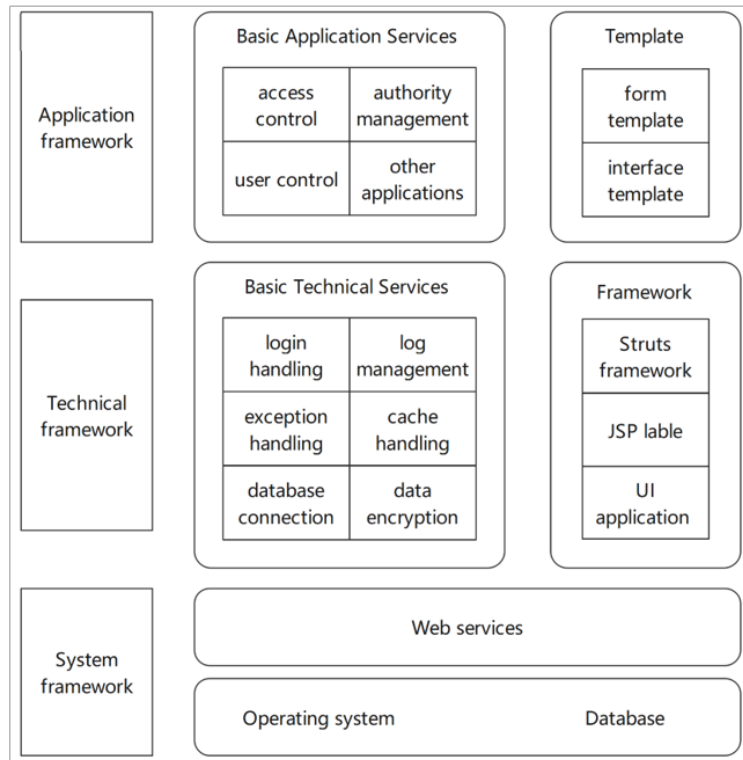 Application
framework
Basic Application Services
access
control
authority
management
user control
other
applications
Template
form
template
interface
template
Technical
framework
Basic Technical Services
login
handling
log
management
exception
handling
cache
handling
database
connection
data
encryption
Framework
Struts
framework
JSP lable
UI
application
System
framework
Web services
Operating system
Database